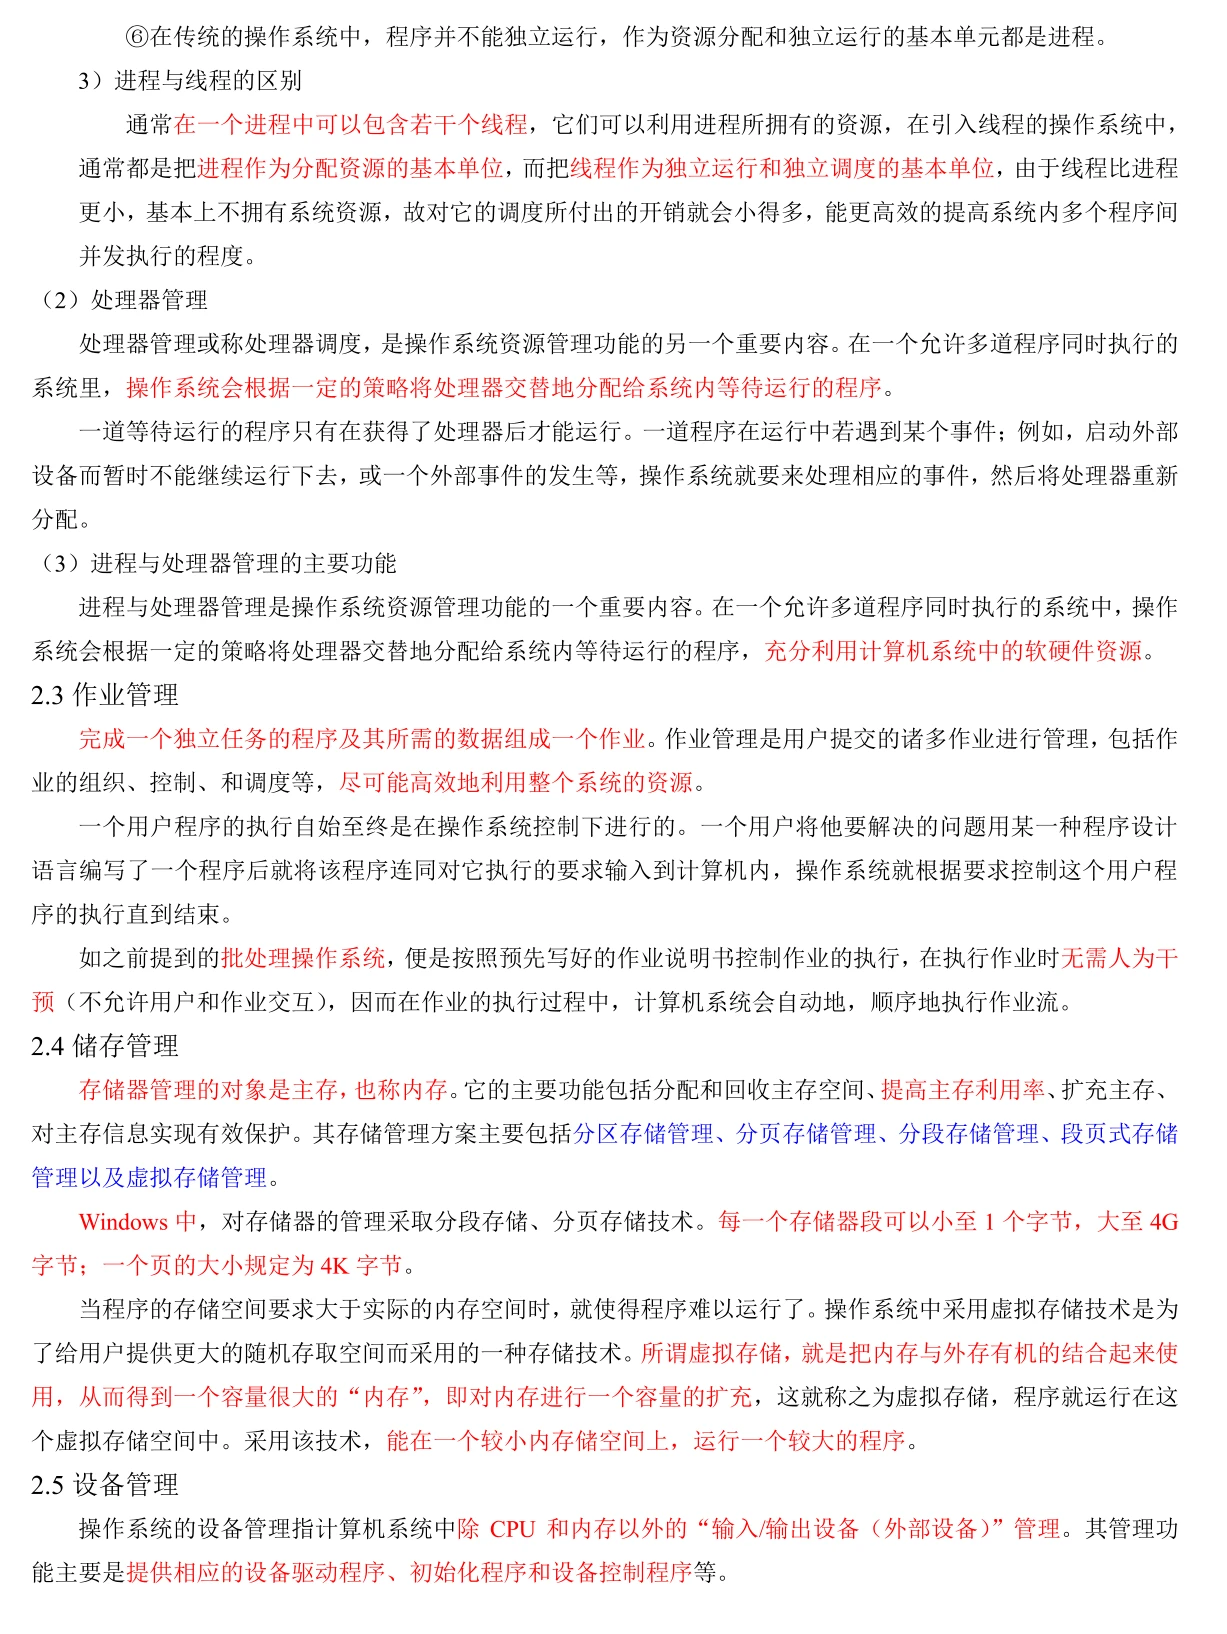 ⑥在传统的操作系统中，程序并不能独立运行，作为资源分配和独立运行的基本单元都是进程。
3）进程与线程的区别
通常在一个进程中可以包含若干个线程，它们可以利用进程所拥有的资源，在引入线程的操作系统中，
通常都是把进程作为分配资源的基本单位，而把线程作为独立运行和独立调度的基本单位，由于线程比进程
更小，基本上不拥有系统资源，故对它的调度所付出的开销就会小得多，能更高效的提高系统内多个程序间
并发执行的程度。
（2）处理器管理
处理器管理或称处理器调度，是操作系统资源管理功能的另一个重要内容。在一个允许多道程序同时执行的
系统里，操作系统会根据一定的策略将处理器交替地分配给系统内等待运行的程序。
一道等待运行的程序只有在获得了处理器后才能运行。一道程序在运行中若遇到某个事件；例如，启动外部
设备而暂时不能继续运行下去，或一个外部事件的发生等，操作系统就要来处理相应的事件，然后将处理器重新
分配。
（3）进程与处理器管理的主要功能
进程与处理器管理是操作系统资源管理功能的一个重要内容。在一个允许多道程序同时执行的系统中，操作
系统会根据一定的策略将处理器交替地分配给系统内等待运行的程序，充分利用计算机系统中的软硬件资源。
2.3 作业管理
完成一个独立任务的程序及其所需的数据组成一个作业。作业管理是用户提交的诸多作业进行管理，包括作
业的组织、控制、和调度等，尽可能高效地利用整个系统的资源。
一个用户程序的执行自始至终是在操作系统控制下进行的。一个用户将他要解决的问题用某一种程序设计
语言编写了一个程序后就将该程序连同对它执行的要求输入到计算机内，操作系统就根据要求控制这个用户程
序的执行直到结束。
如之前提到的批处理操作系统，便是按照预先写好的作业说明书控制作业的执行，在执行作业时无需人为干
预（不允许用户和作业交互），因而在作业的执行过程中，计算机系统会自动地，顺序地执行作业流。
2.4 储存管理
存储器管理的对象是主存，也称内存。它的主要功能包括分配和回收主存空间、提高主存利用率、扩充主存、
对主存信息实现有效保护。其存储管理方案主要包括分区存储管理、分页存储管理、分段存储管理、段页式存储
管理以及虚拟存储管理。
Windows 中，对存储器的管理采取分段存储、分页存储技术。每一个存储器段可以小至 1 个字节，大至 4G
字节；一个页的大小规定为 4K 字节。
当程序的存储空间要求大于实际的内存空间时，就使得程序难以运行了。操作系统中采用虚拟存储技术是为
了给用户提供更大的随机存取空间而采用的一种存储技术。所谓虚拟存储，就是把内存与外存有机的结合起来使
用，从而得到一个容量很大的“内存”，即对内存进行一个容量的扩充，这就称之为虚拟存储，程序就运行在这
个虚拟存储空间中。采用该技术，能在一个较小内存储空间上，运行一个较大的程序。
2.5 设备管理
操作系统的设备管理指计算机系统中除 CPU 和内存以外的“输入/输出设备（外部设备）”管理。其管理功
能主要是提供相应的设备驱动程序、初始化程序和设备控制程序等。